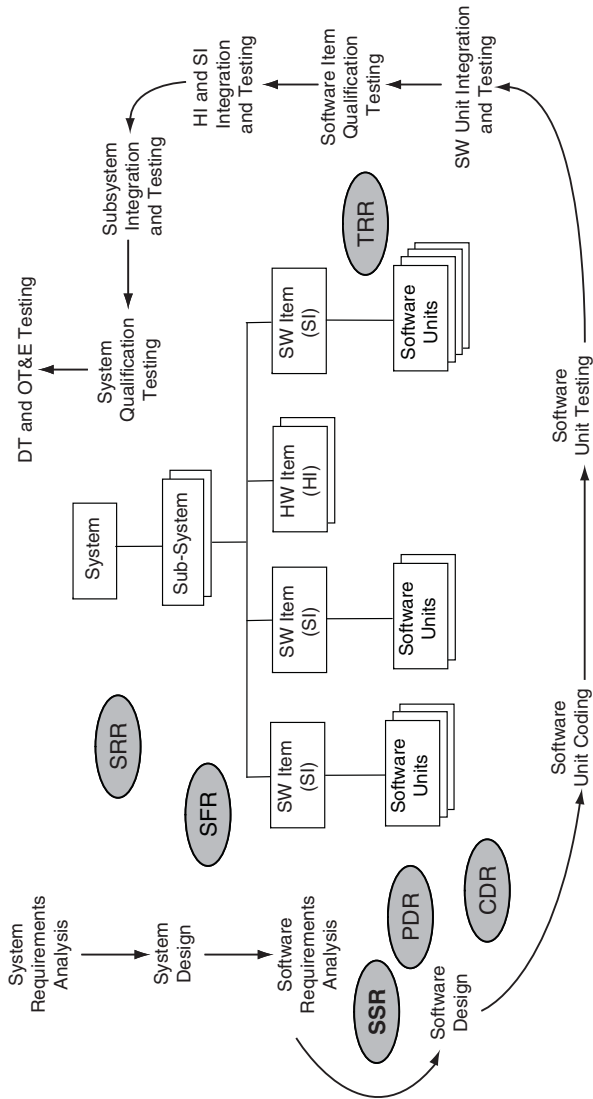 System
Requirements
Analysis
System
Design
Software
Requirements
Analysis
SRR
SFR
SSR
PDR
CDR
Software
Design
System
Sub-System
SW Item
(SI)
SW Item
(SI)
HW Item
(HI)
SW Item
(SI)
Software
Units
Software
Units
Software
Units
TRR
Software
Unit Coding
Software
Unit Testing
SW Unit Integration
and Testing
Software Item
Qualification
Testing
HI and SI
Integration
and Testing
Subsystem
Integration
and Testing
System
Qualification
Testing
DT and OT&E Testing